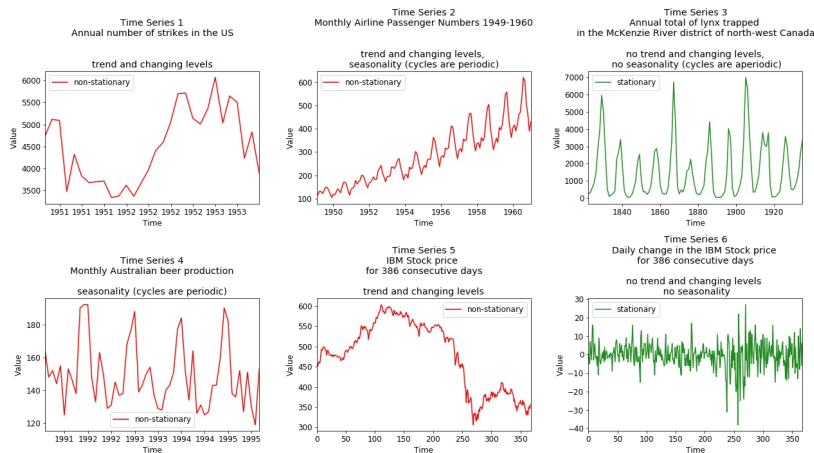 Time Series 1
Annual number of strikes in the US
trend and changing levels
non-stationary
Value
6000
5500
5000
4500
4000
3500
1951 1951 1951 1952 1952 1952 1952 1953 1953
Time
Time Series 2
Monthly Airline Passenger Numbers 1949-1960
trend and changing levels,
seasonality (cycles are periodic)
non-stationary
Value
600
500
400
300
200
100
1950 1952 1954 1956 1958 1960
Time
Time Series 3
Annual total of lynx trapped
in the McKenzie River district of north-west Canada
no trend and changing levels,
no seasonality (cycles are aperiodic)
stationary
Value
7000
6000
5000
4000
3000
2000
1000
0
1840 1860 1880 1900 1920
Time
Time Series 4
Monthly Australian beer production
seasonality (cycles are periodic)
non-stationary
Value
180
160
140
120
1991 1992 1993 1993 1994 1994 1995 1995
Time
Time Series 5
IBM Stock price
for 386 consecutive days
trend and changing levels
non-stationary
Value
600
550
500
450
400
350
300
0 50 100 150 200 250 300 350
Time
Time Series 6
Daily change in the IBM Stock price
for 386 consecutive days
no trend and changing levels
no seasonality
stationary
Value
30
20
10
0
−10
−20
−30
−40
0 50 100 150 200 250 300 350
Time